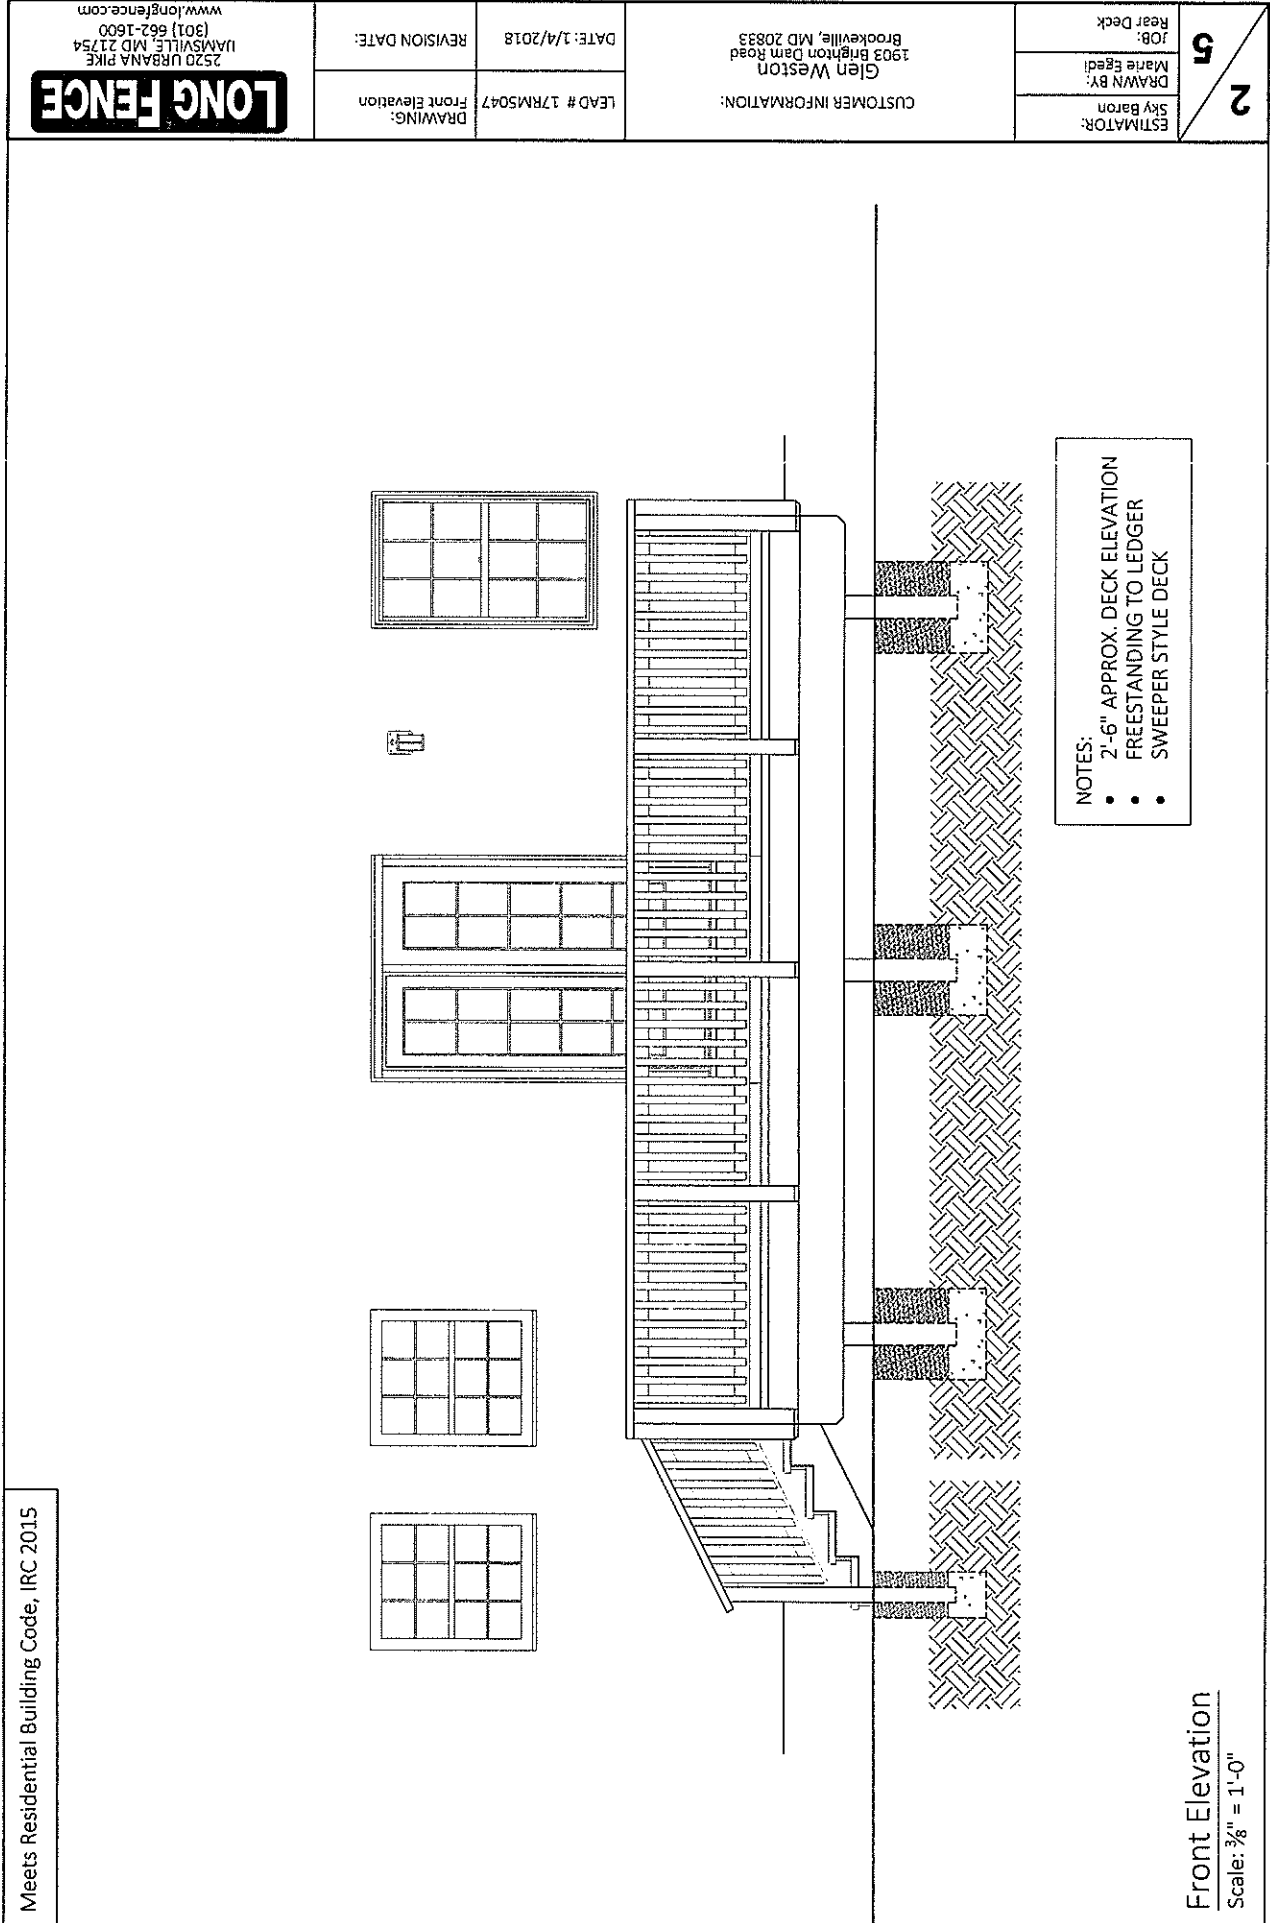 Meets Residential Building Code, IRC 2015
NOTES:
• 2'-6" APPROX. DECK ELEVATION
• FREESTANDING TO LEDGER
• SWEEPER STYLE DECK
Front Elevation
Scale: ⅜" = 1'-0"
2
5
ESTIMATOR:
Sky Baron
DRAWN BY:
Marie Egedi
JOB:
Rear Deck
CUSTOMER INFORMATION:
Glen Weston
1903 Brighton Dam Road
Brookeville, MD 20833
LEAD # 17RM5047
DATE: 1/4/2018
DRAWING:
Front Elevation
REVISION DATE:
LONG FENCE
2520 URBANA PIKE
IJAMSVILLE, MD 21754
(301) 662-1600
www.longfence.com